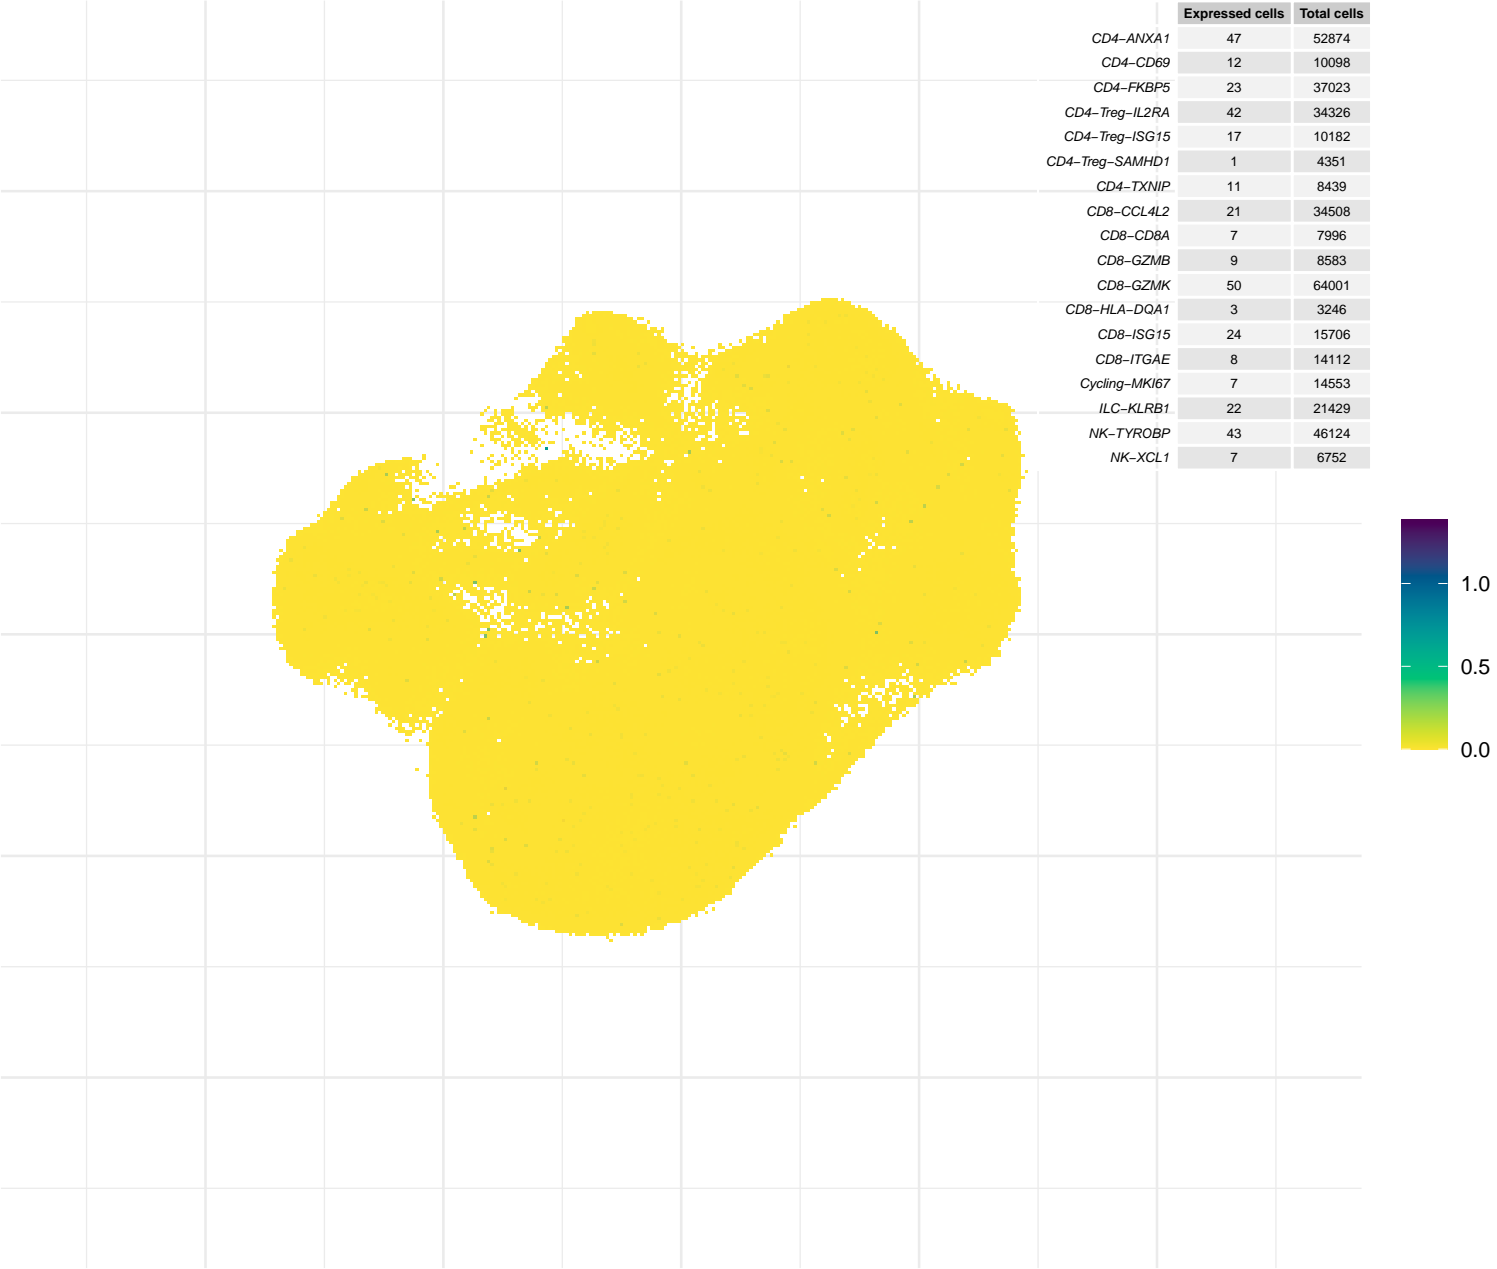 Expressed cells Total cells
CD4−ANXA1 47 52874
CD4−CD69 12 10098
CD4−FKBP5 23 37023
CD4−Treg−IL2RA 42 34326
CD4−Treg−ISG15 17 10182
CD4−Treg−SAMHD1 1 4351
CD4−TXNIP 11 8439
CD8−CCL4L2 21 34508
CD8−CD8A 7 7996
CD8−GZMB 9 8583
CD8−GZMK 50 64001
CD8−HLA−DQA1 3 3246
CD8−ISG15 24 15706
CD8−ITGAE 8 14112
Cycling−MKI67 7 14553
ILC−KLRB1 22 21429
NK−TYROBP 43 46124
NK−XCL1 7 6752
1.0
0.5
0.0